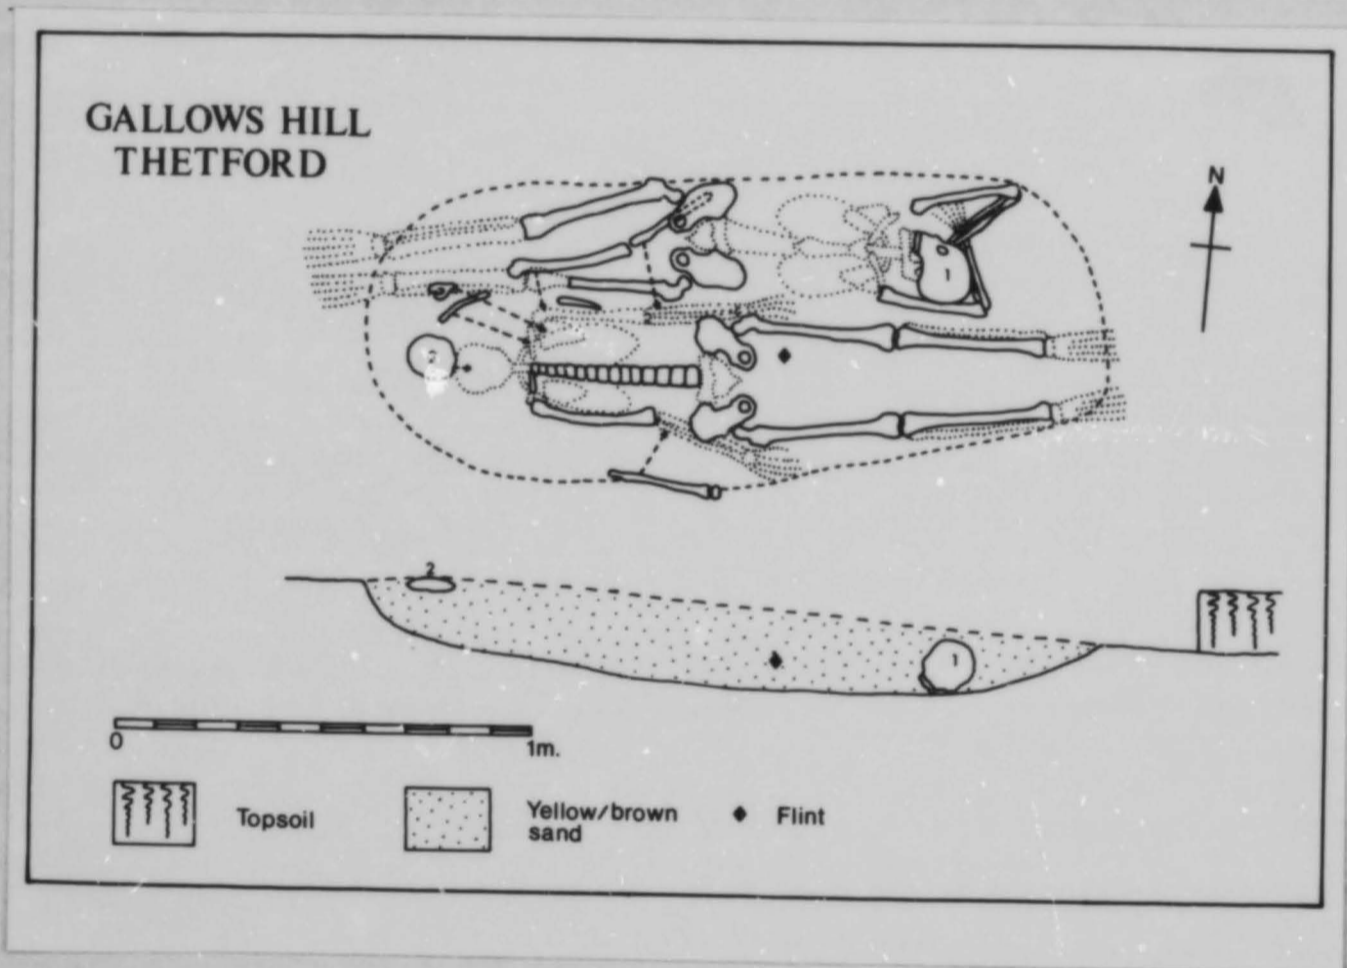 GALLOWS HILL
THETFORD
N
1
2
2
1
0
1m.
Topsoil
Yellow/brown
sand
Flint